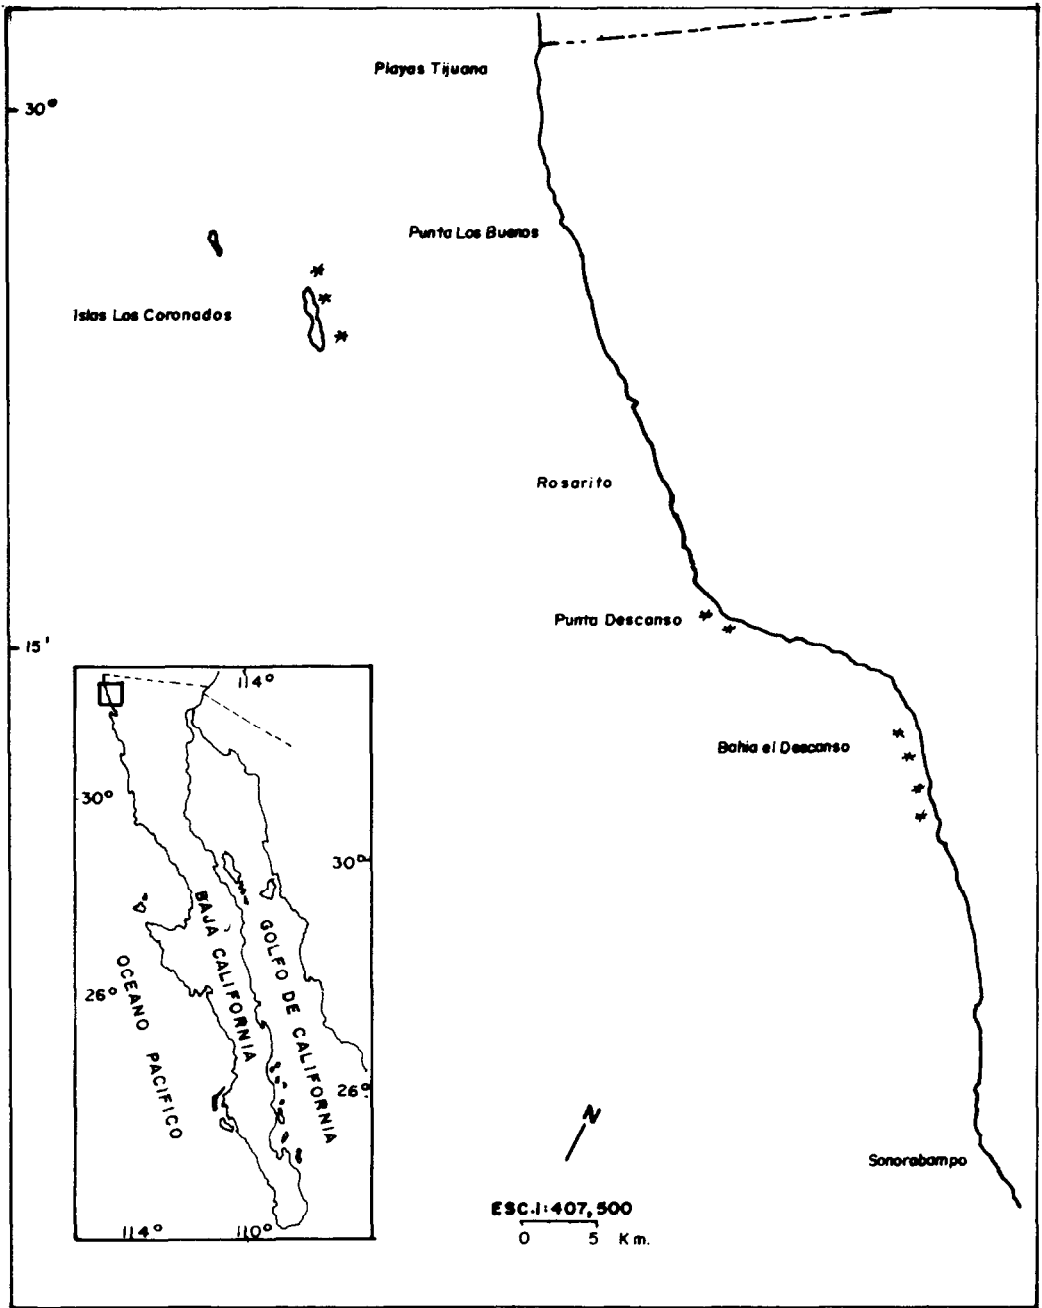 Playas Tijuana
30°
Punta Los Buenos
Islas Los Coronados
Rosarito
Punta Descanso
15'
114°
Bahia el Descanso
30°
30°
BAJA CALIFORNIA
GOLFO DE CALIFORNIA
OCEANO PACIFICO
26°
26°
N
Sonorabampo
ESC.1:407,500
0 5 Km.
114° 110°